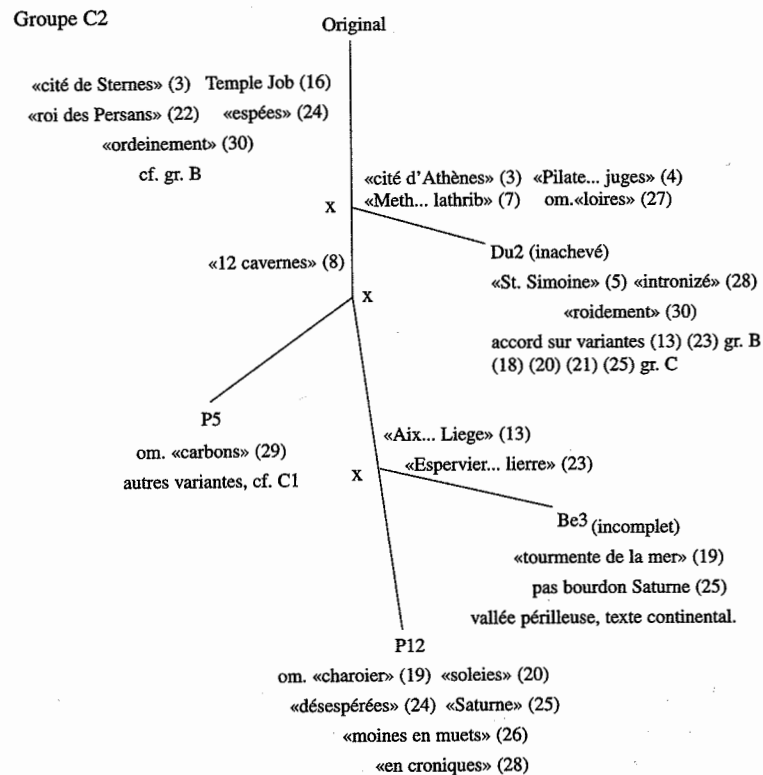 Groupe C2
Original
«cité de Sternes» (3) Temple Job (16)
«roi des Persans» (22) «espées» (24)
«ordeinement» (30)
cf. gr. B
«cité d'Athènes» (3) «Pilate... juges» (4)
«Meth... lathrib» (7) om.«loires» (27)
x
Du2 (inachevé)
«12 cavernes» (8)
«St. Simoine» (5) «intronizé» (28)
x
«roidement» (30)
accord sur variantes (13) (23) gr. B
(18) (20) (21) (25) gr. C
P5
«Aix... Liege» (13)
om. «carbons» (29)
«Espervier... lierre» (23)
autres variantes, cf. C1
x
Be3 (incomplet)
«tourmente de la mer» (19)
pas bourdon Saturne (25)
vallée périlleuse, texte continental.
P12
om. «charoier» (19) «soleies» (20)
«désespérées» (24) «Saturne» (25)
«moines en muets» (26)
«en croniques» (28)